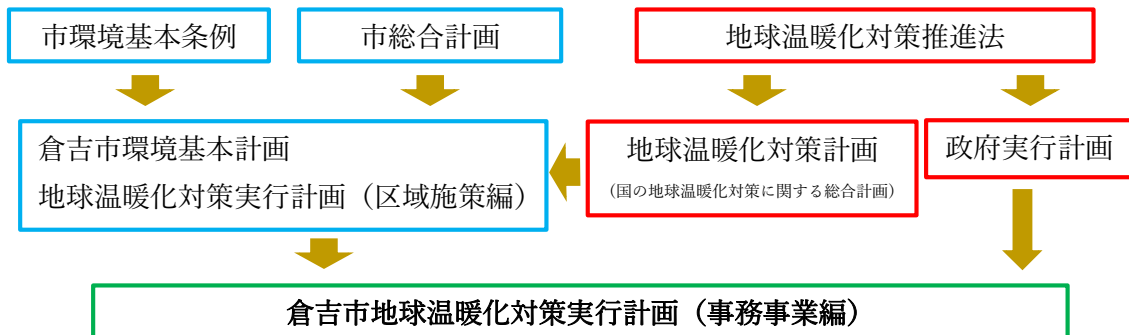 市環境基本条例
市総合計画
地球温暖化対策推進法
倉吉市環境基本計画
地球温暖化対策実行計画（区域施策編）
地球温暖化対策計画
(国の地球温暖化対策に関する総合計画)
政府実行計画
倉吉市地球温暖化対策実行計画（事務事業編）